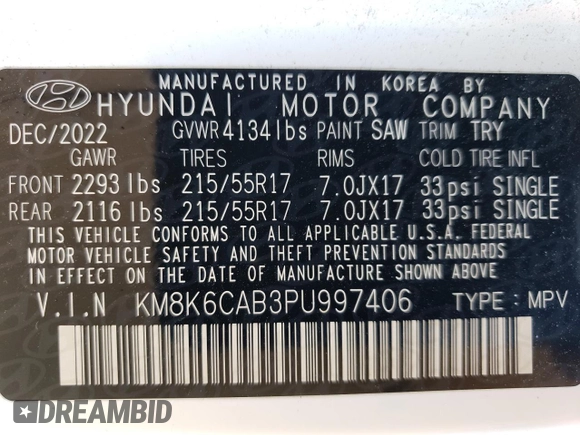 MANUFACTURED IN KOREA BY
HYUNDAI MOTOR COMPANY
DEC/2022 GVWR 4134 lbs PAINT SAW TRIM TRY
GAWR TIRES RIMS COLD TIRE INFL
FRONT 2293 lbs 215/55R17 7.0JX17 33psi SINGLE
REAR 2116 lbs 215/55R17 7.0JX17 33psi SINGLE
THIS VEHICLE CONFORMS TO ALL APPLICABLE U.S.A. FEDERAL
MOTOR VEHICLE SAFETY AND THEFT PREVENTION STANDARDS
IN EFFECT ON THE DATE OF MANUFACTURE SHOWN ABOVE.
V.I.N KM8K6CAB3PU997406 TYPE : MPV
DREAMBID